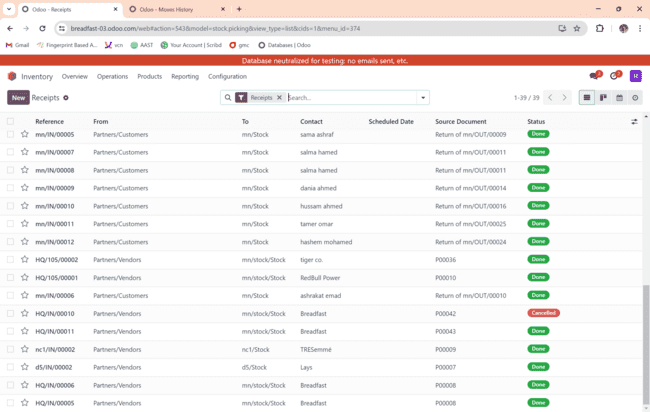 Odoo - Receipts
Odoo - Moves History
breadfast-03.odoo.com/web#action=543&model=stock.picking&view_type=list&cids=1&menu_id=374
Gmail Fingerprint Based A... ucn AAST Your Account | Scribd gmc Databases | Odoo
Database neutralized for testing: no emails sent, etc.
Inventory Overview Operations Products Reporting Configuration
New Receipts Receipts Search... 1-39 / 39
Reference From To Contact Scheduled Date Source Document Status
mn/IN/00005 Partners/Customers mn/Stock sama ashraf Return of mn/OUT/00009 Done
mn/IN/00007 Partners/Customers mn/Stock salma hamed Return of mn/OUT/00011 Done
mn/IN/00008 Partners/Customers mn/Stock salma hamed Return of mn/OUT/00011 Done
mn/IN/00009 Partners/Customers mn/Stock dania ahmed Return of mn/OUT/00014 Done
mn/IN/00010 Partners/Customers mn/Stock hussam ahmed Return of mn/OUT/00016 Done
mn/IN/00011 Partners/Customers mn/Stock tamer omar Return of mn/OUT/00025 Done
mn/IN/00012 Partners/Customers mn/Stock hashem mohamed Return of mn/OUT/00024 Done
HQ/105/00002 Partners/Vendors mn/stock/Stock tiger co. P00036 Done
HQ/105/00001 Partners/Vendors mn/stock/Stock RedBull Power P00010 Done
mn/IN/00006 Partners/Customers mn/Stock ashrakat emad Return of mn/OUT/00010 Done
HQ/IN/00010 Partners/Vendors mn/stock/Stock Breadfast P00042 Cancelled
HQ/IN/00011 Partners/Vendors mn/stock/Stock Breadfast P00043 Done
nc1/IN/00002 Partners/Vendors nc1/Stock TRESemmé P00009 Done
d5/IN/00002 Partners/Vendors d5/Stock Lays P00007 Done
HQ/IN/00006 Partners/Vendors mn/stock/Stock Breadfast P00008 Done
HQ/IN/00005 Partners/Vendors mn/stock/Stock Breadfast P00008 Done